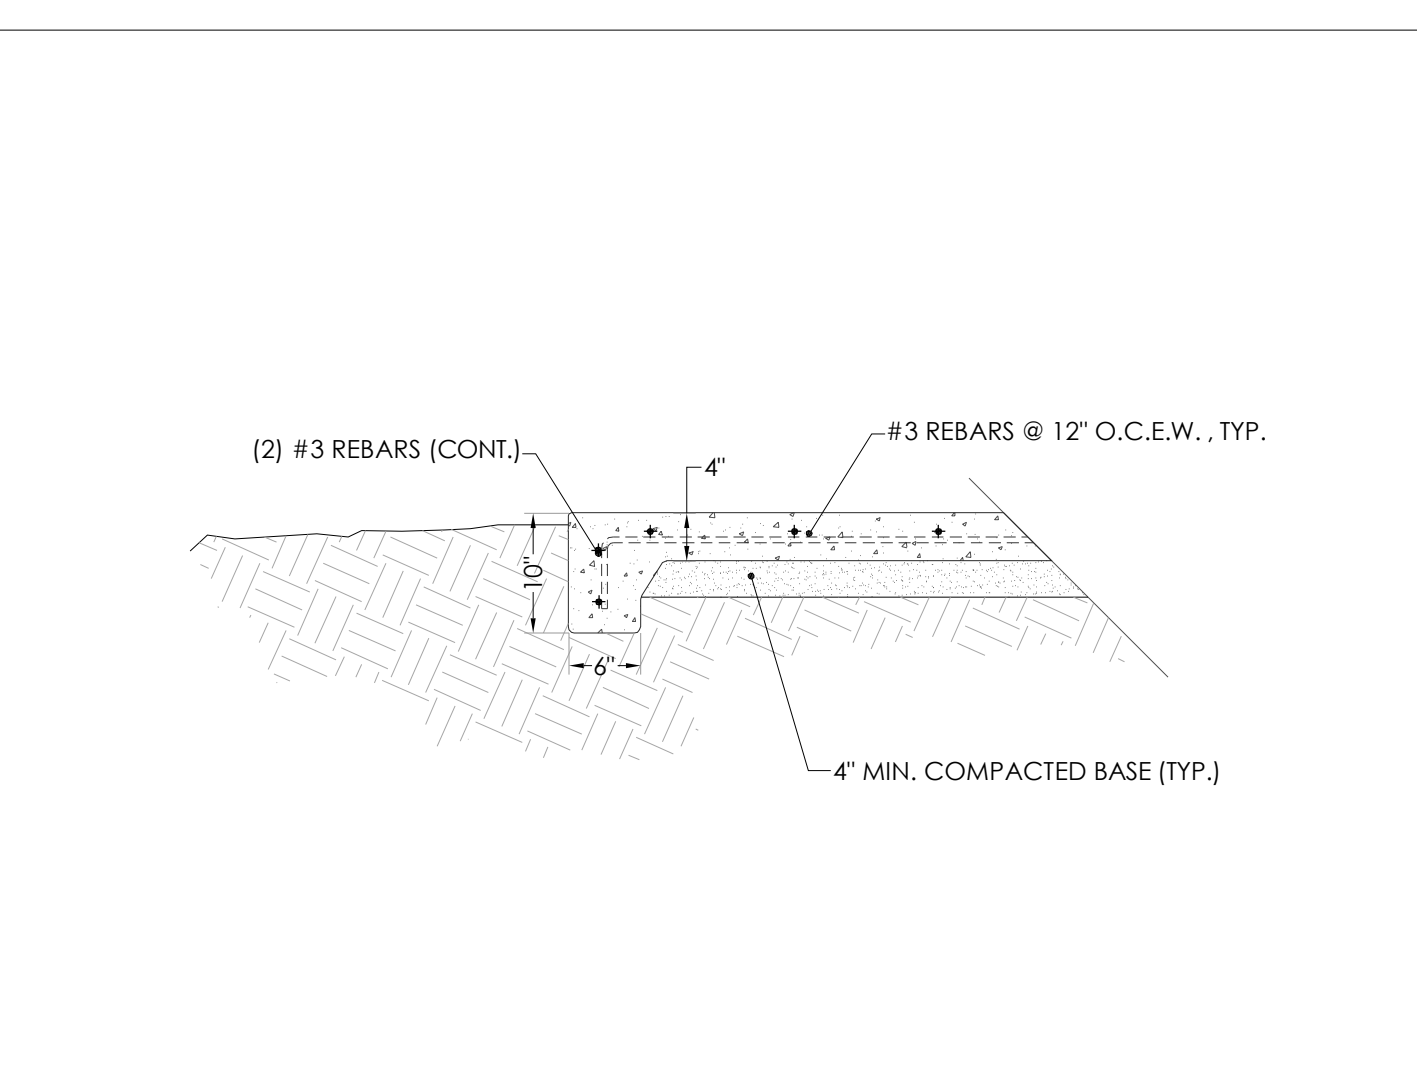 #3 REBARS @ 12" O.C.E.W. , TYP.
(2) #3 REBARS (CONT.)
4"
10"
6"
4" MIN. COMPACTED BASE (TYP.)